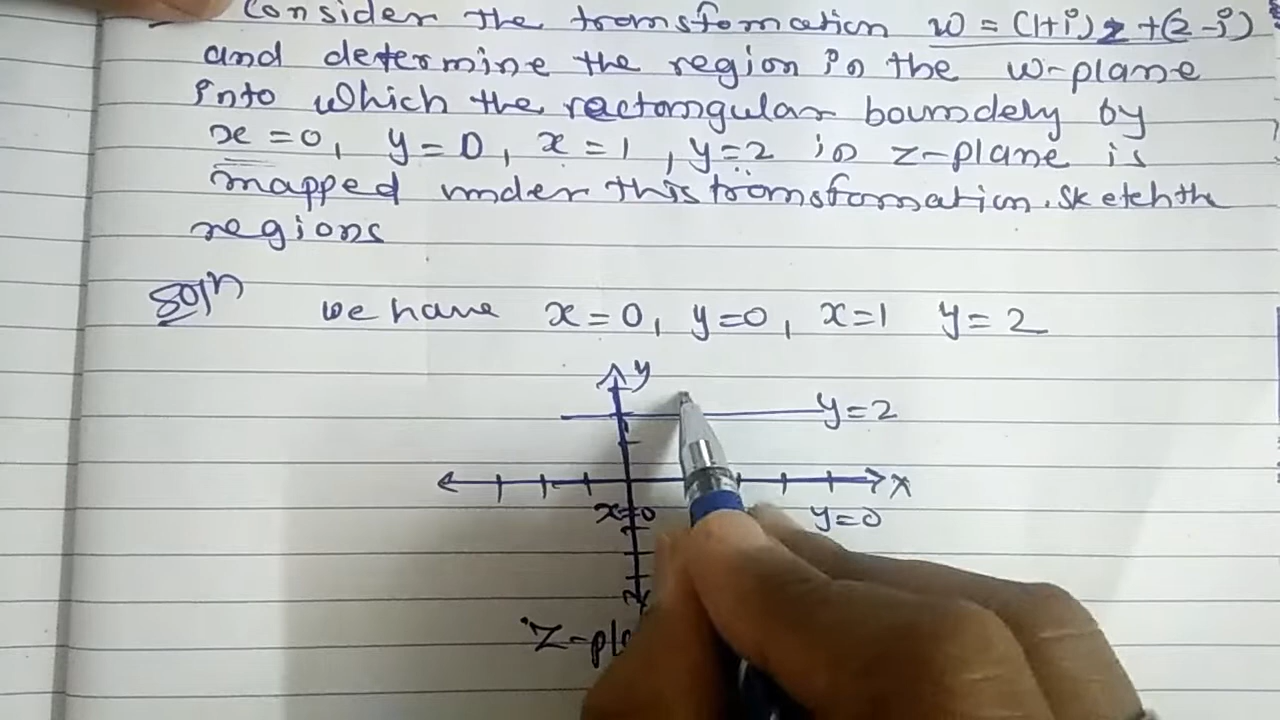 Consider the transformation w = (1+i)z+(2-i)
and determine the region in the w-plane
into which the rectangular boundely by
x=0, y=0, x=1, y=2 in z-plane is
mapped under this transformation. Sketch the
regions
Soln we have x=0, y=0, x=1 y=2
y
y=2
x
x=0 y=0